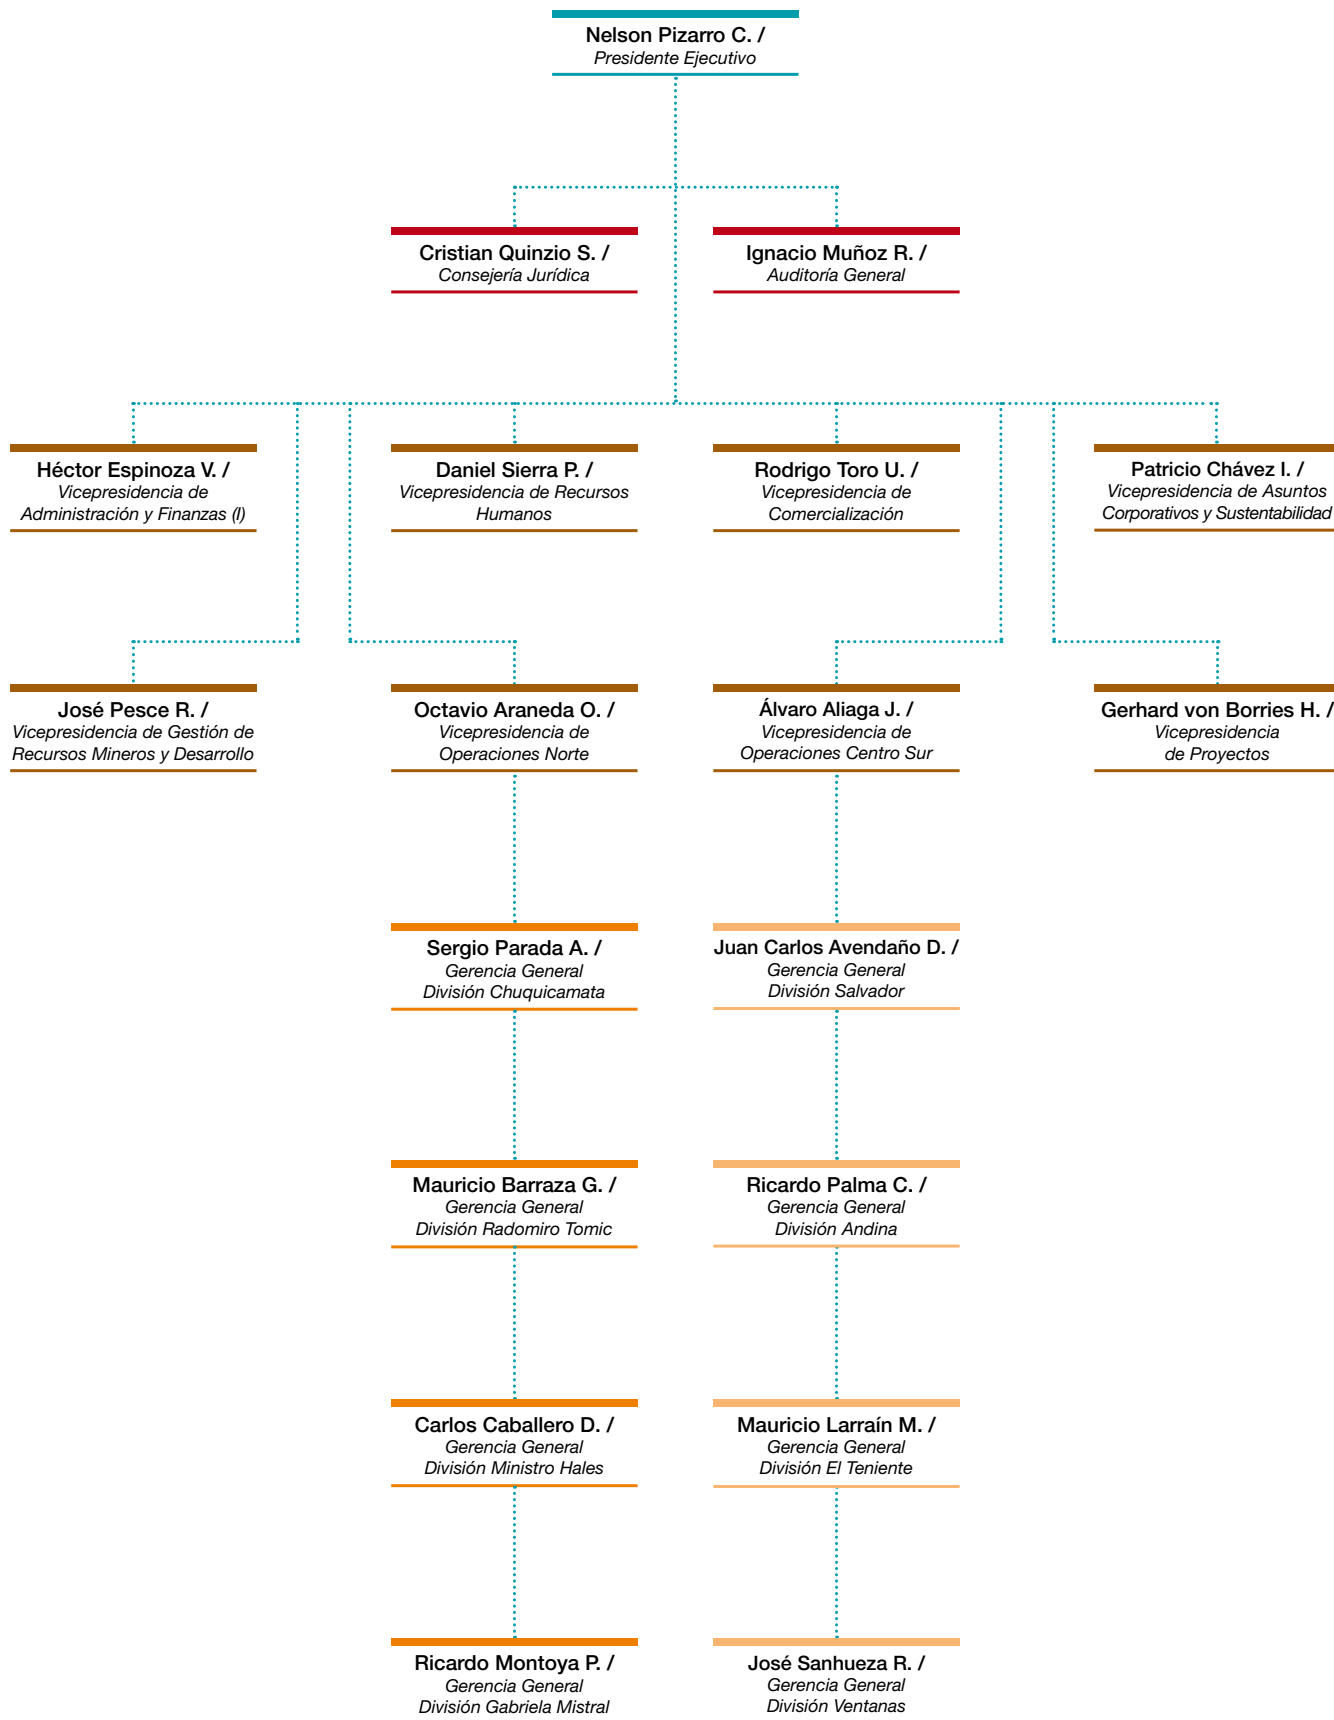 Nelson Pizarro C. /
Presidente Ejecutivo
Cristian Quinzio S. /
Consejería Jurídica
Ignacio Muñoz R. /
Auditoría General
Héctor Espinoza V. /
Vicepresidencia de
Administración y Finanzas (I)
Daniel Sierra P. /
Vicepresidencia de Recursos
Humanos
Rodrigo Toro U. /
Vicepresidencia de
Comercialización
Patricio Chávez I. /
Vicepresidencia de Asuntos
Corporativos y Sustentabilidad
José Pesce R. /
Vicepresidencia de Gestión de
Recursos Mineros y Desarrollo
Octavio Araneda O. /
Vicepresidencia de
Operaciones Norte
Álvaro Aliaga J. /
Vicepresidencia de
Operaciones Centro Sur
Gerhard von Borries H. /
Vicepresidencia
de Proyectos
Sergio Parada A. /
Gerencia General
División Chuquicamata
Juan Carlos Avendaño D. /
Gerencia General
División Salvador
Mauricio Barraza G. /
Gerencia General
División Radomiro Tomic
Ricardo Palma C. /
Gerencia General
División Andina
Carlos Caballero D. /
Gerencia General
División Ministro Hales
Mauricio Larraín M. /
Gerencia General
División El Teniente
Ricardo Montoya P. /
Gerencia General
División Gabriela Mistral
José Sanhueza R. /
Gerencia General
División Ventanas